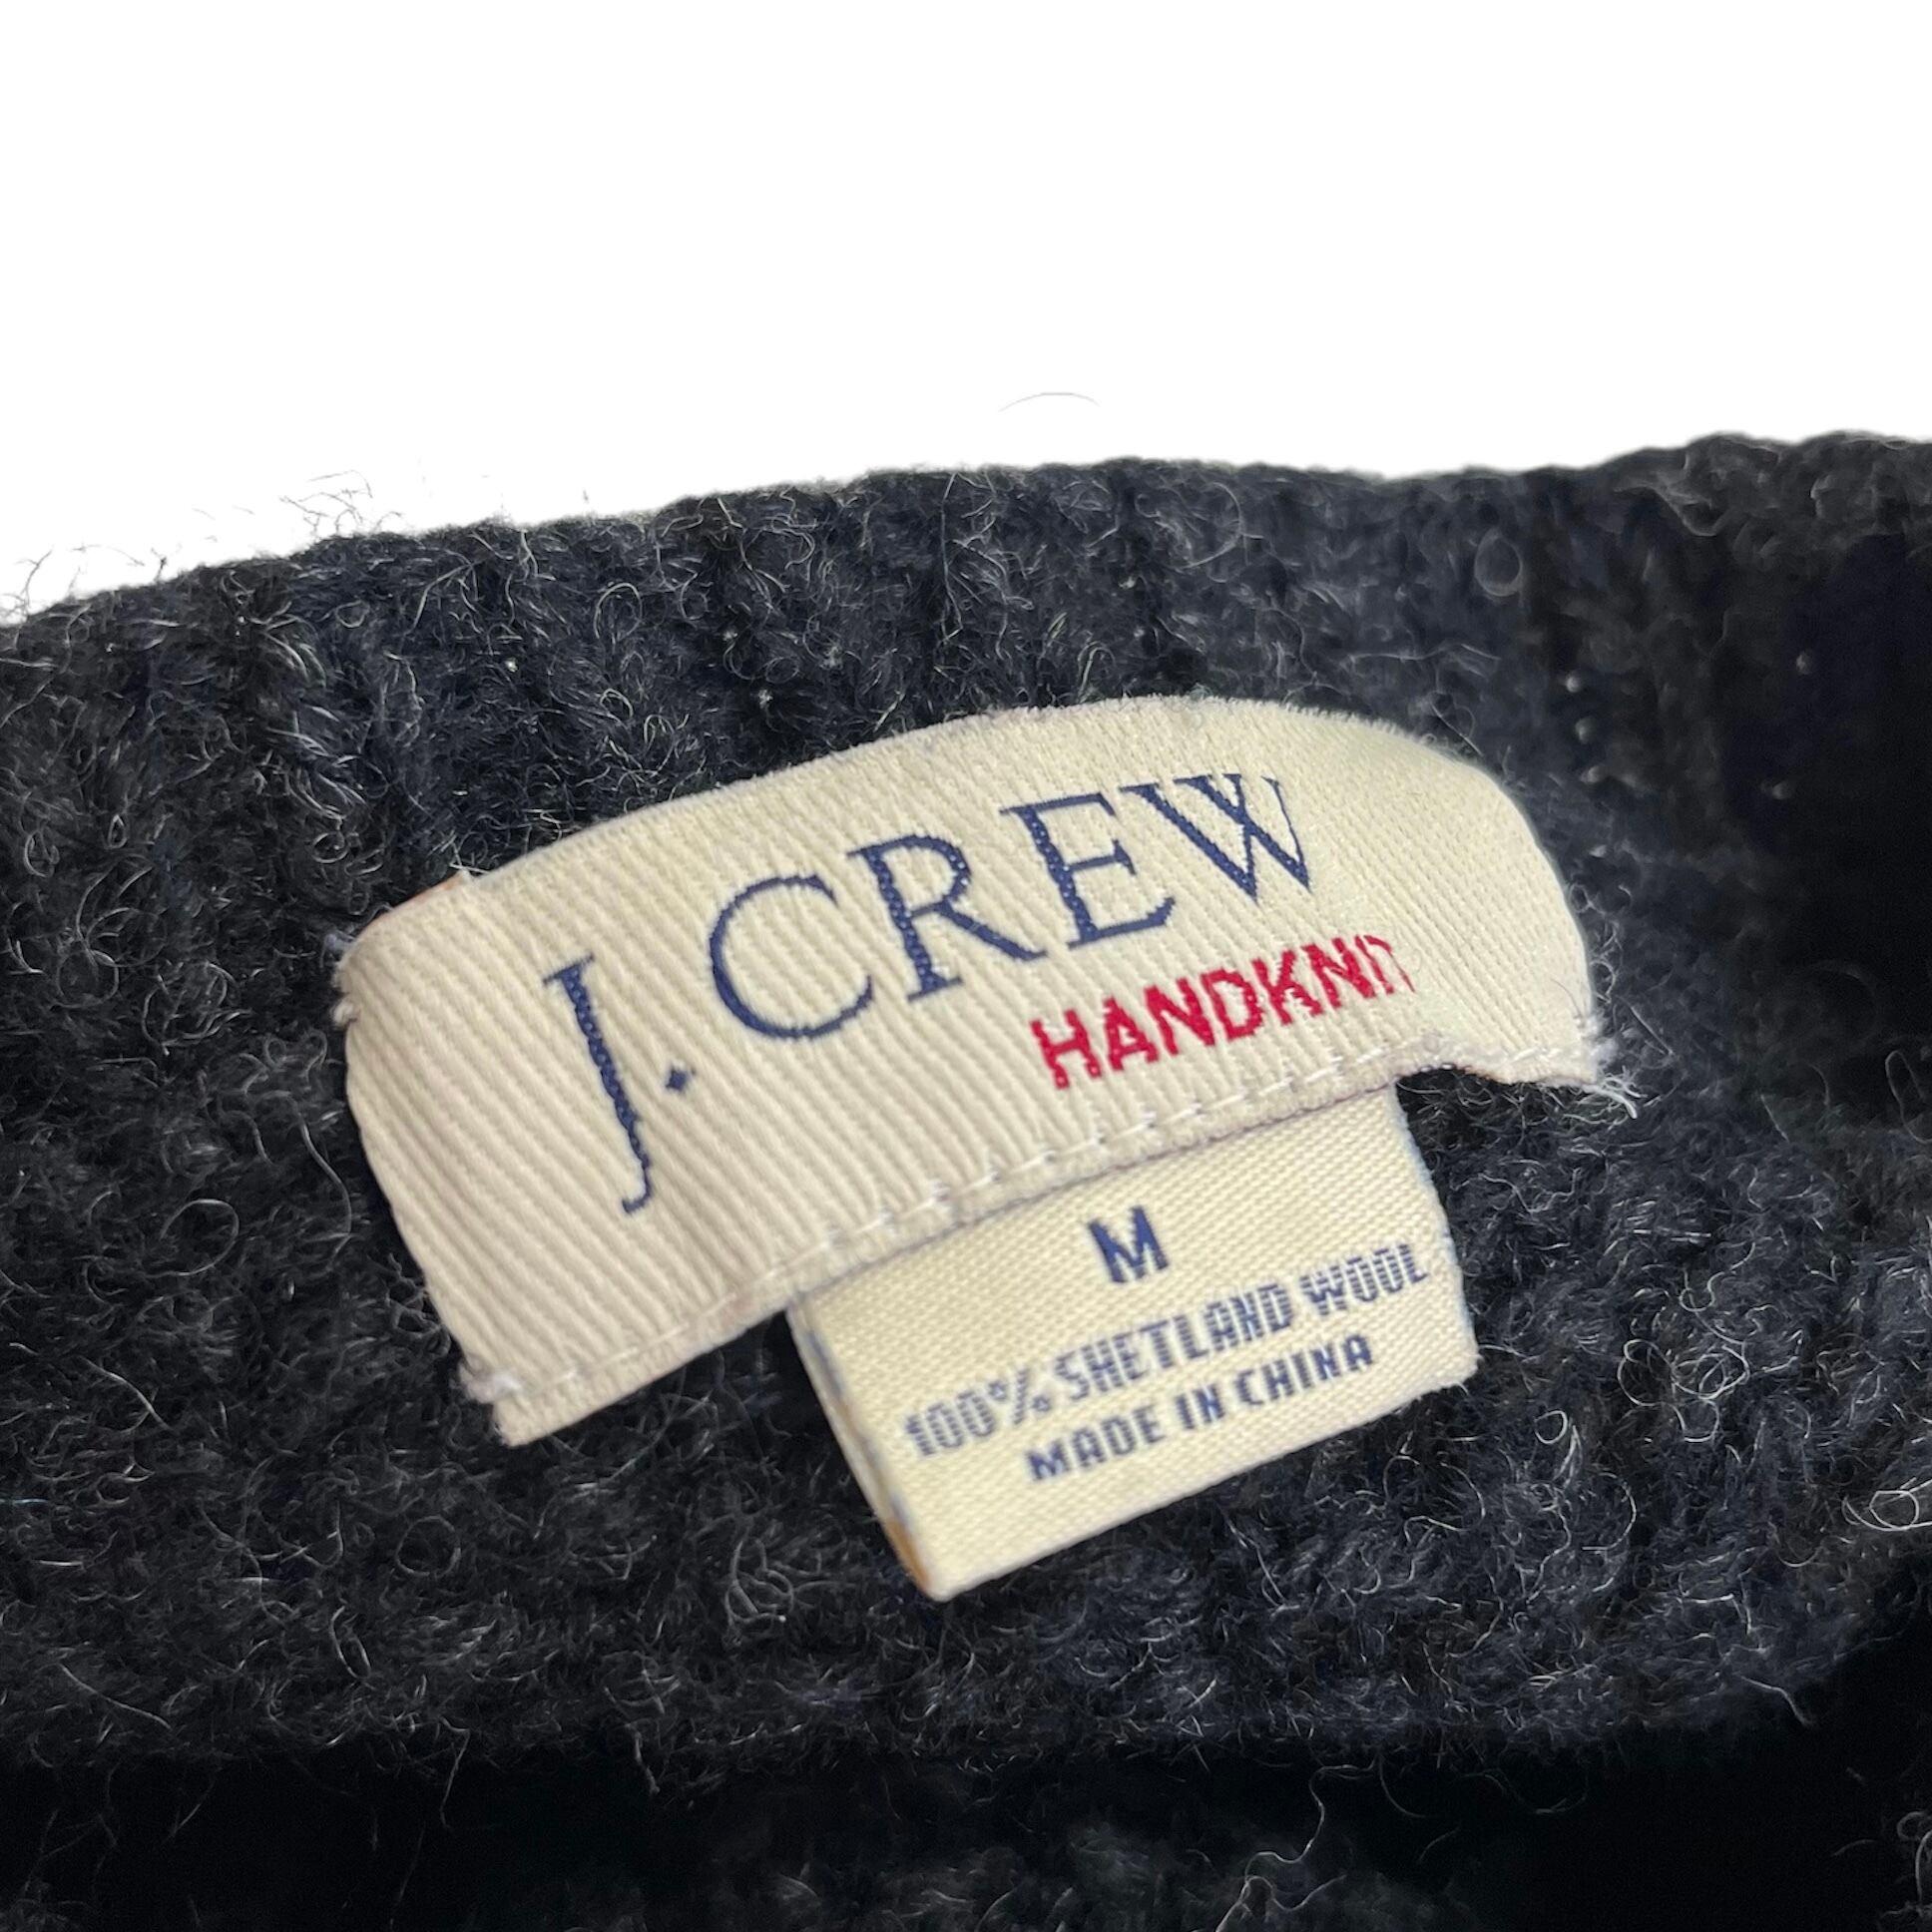 J.CREW
HANDKNIT
M
100% SHETLAND WOOL
MADE IN CHINA